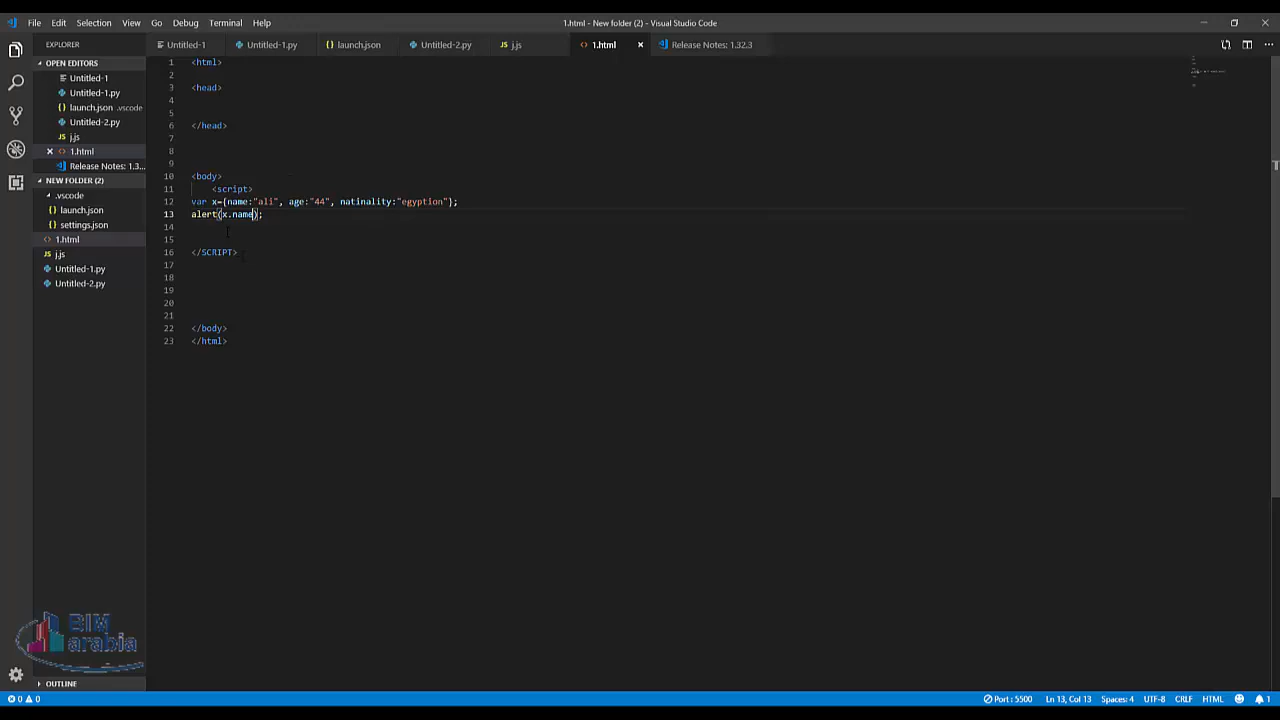 File Edit Selection View Go Debug Terminal Help
1.html - New folder (2) - Visual Studio Code
EXPLORER
Untitled-1 Untitled-1.py launch.json Untitled-2.py j.js 1.html Release Notes: 1.32.3
OPEN EDITORS
Untitled-1
Untitled-1.py
launch.json .vscode
Untitled-2.py
j.js
1.html
Release Notes: 1.3...
NEW FOLDER (2)
.vscode
launch.json
settings.json
1.html
j.js
Untitled-1.py
Untitled-2.py
OUTLINE
1 <html>
2
3 <head>
4
5
6 </head>
7
8
9
10 <body>
11 <script>
12 var x={name:"ali", age:"44", natinality:"egyption"};
13 alert(x.name);
14
15
16 </SCRIPT>
17
18
19
20
21
22 </body>
23 </html>
BIM
arabia
0 0
Port : 5500 Ln 13, Col 13 Spaces: 4 UTF-8 CRLF HTML 1